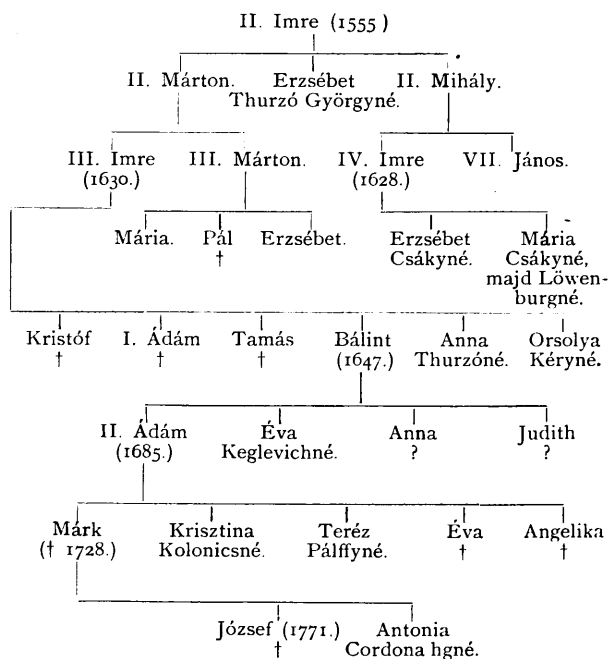 II. Imre (1555)
II. Márton. Erzsébet II. Mihály.
Thurzó Györgyné.
III. Imre III. Márton. IV. Imre VII. János.
(1630.) (1628.)
Mária. Pál Erzsébet. Erzsébet Mária
† Csákyné. Csákyné,
majd Löwen-
burgné.
Kristóf I. Ádám Tamás Bálint Anna Orsolya
† † † (1647.) Thurzóné. Kéryné.
II. Ádám Éva Anna Judith
(1685.) Keglevichné. ? ?
Márk Krisztina Teréz Éva Angelika
(† 1728.) Kolonicsné. Pálffyné. † †
József (1771.) Antonia
† Cordona hgné.